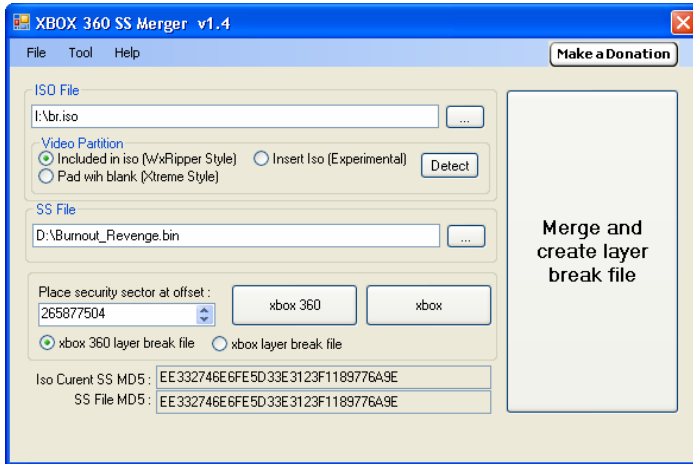 XBOX 360 SS Merger v1.4
File Tool Help Make a Donation
ISO File
I:\br.iso ...
Video Partition
Included in iso (WxRipper Style) Insert Iso (Experimental) Detect
Pad wih blank (Xtreme Style)
SS File
D:\Burnout_Revenge.bin ...
Merge and
create layer
break file
Place security sector at offset :
265877504
xbox 360 xbox
xbox 360 layer break file xbox layer break file
Iso Curent SS MD5 : EE332746E6FE5D33E3123F1189776A9E
SS File MD5 : EE332746E6FE5D33E3123F1189776A9E